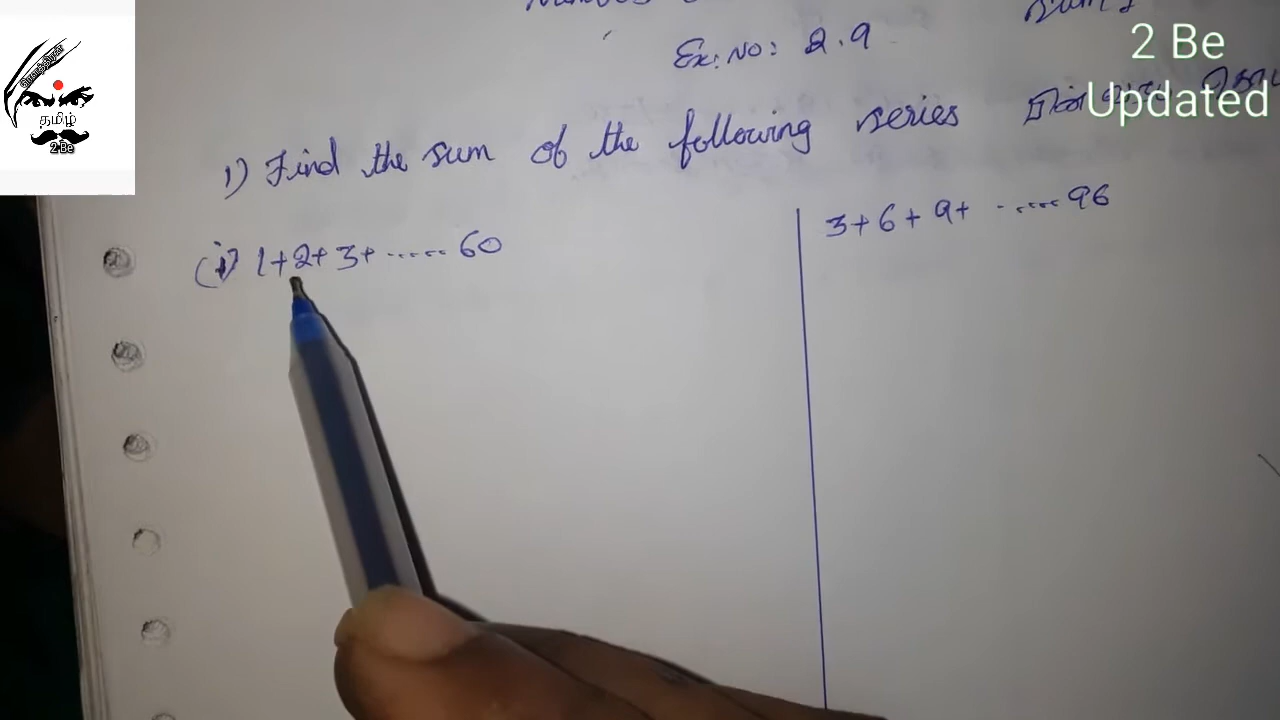 தமிழ்
2 Be
2 Be
Updated
Ex: No: 2.9
1) Find the sum of the following series
(i) 1+2+3+ ...... 60
3+6+9+ ...... 96